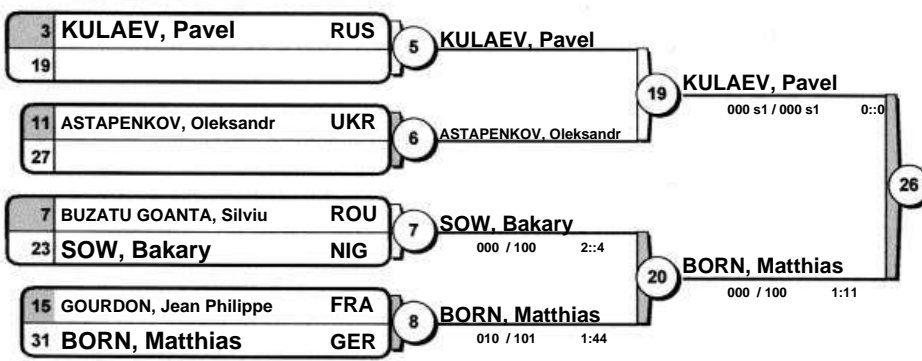 3 KULAEV, Pavel RUS
19
5 KULAEV, Pavel
11 ASTAPENKOV, Oleksandr UKR
27
6 ASTAPENKOV, Oleksandr
19 KULAEV, Pavel
000 s1 / 000 s1 0::0
7 BUZATU GOANTA, Silviu ROU
23 SOW, Bakary NIG
7 SOW, Bakary
000 / 100 2::4
15 GOURDON, Jean Philippe FRA
31 BORN, Matthias GER
8 BORN, Matthias
010 / 101 1:44
20 BORN, Matthias
000 / 100 1:11
26